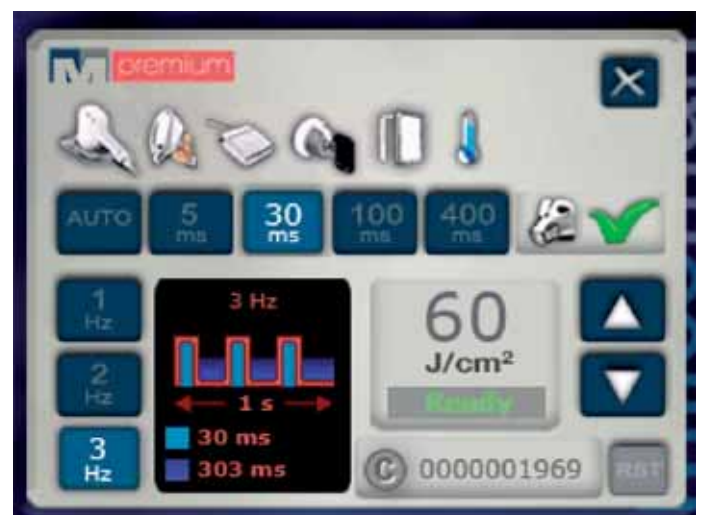 M premium
AUTO
5 ms
30 ms
100 ms
400 ms
1 Hz
2 Hz
3 Hz
3 Hz
1 s
30 ms
303 ms
60
J/cm²
Ready
C 0000001969
RST